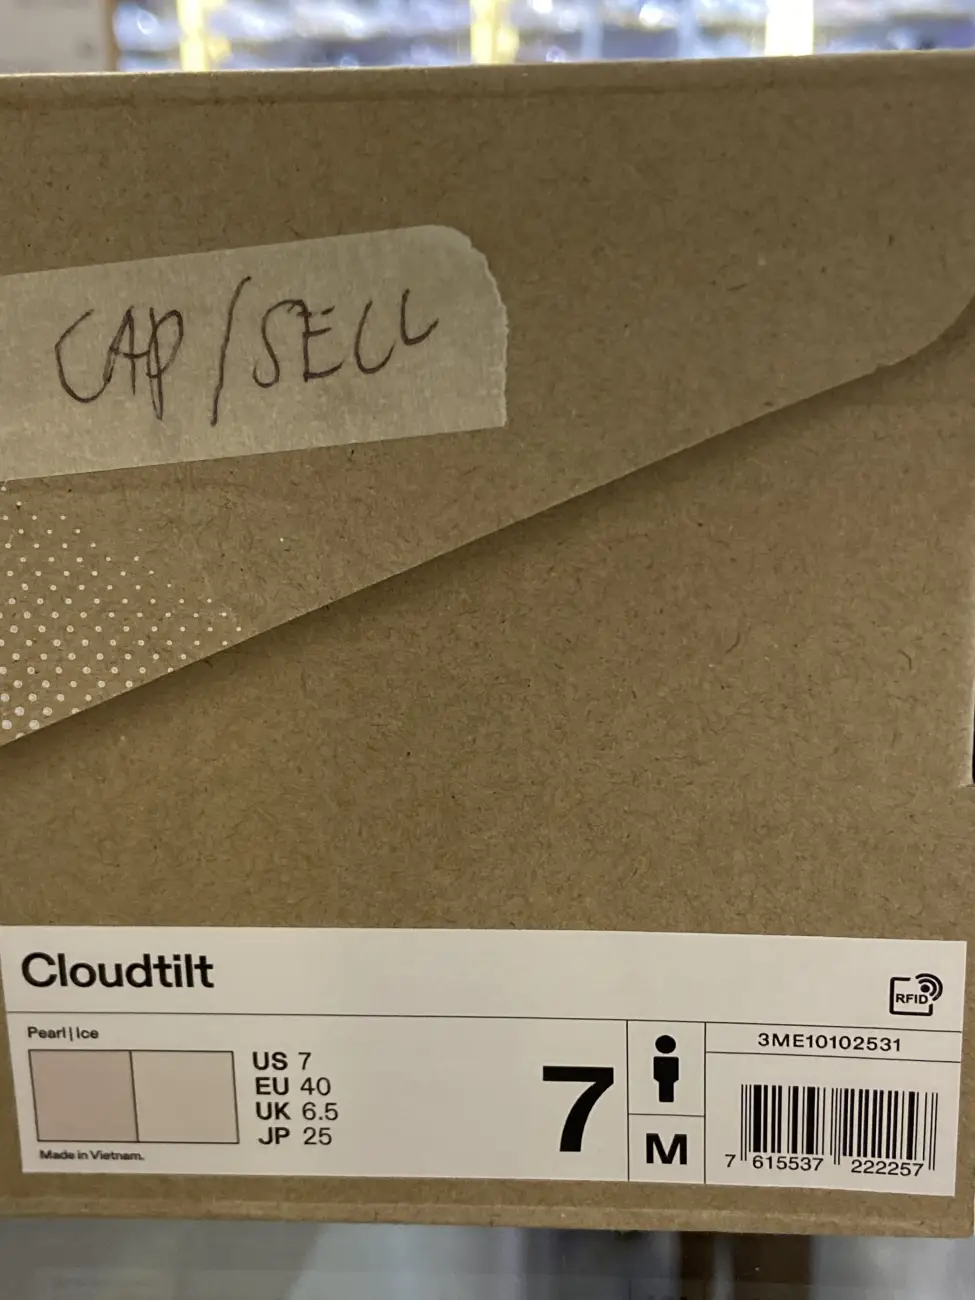 CAP/SELL
Cloudtilt
RFID
Pearl | Ice
US 7
EU 40
UK 6.5
JP 25
Made in Vietnam.
7
M
3ME10102531
7 615537 222257